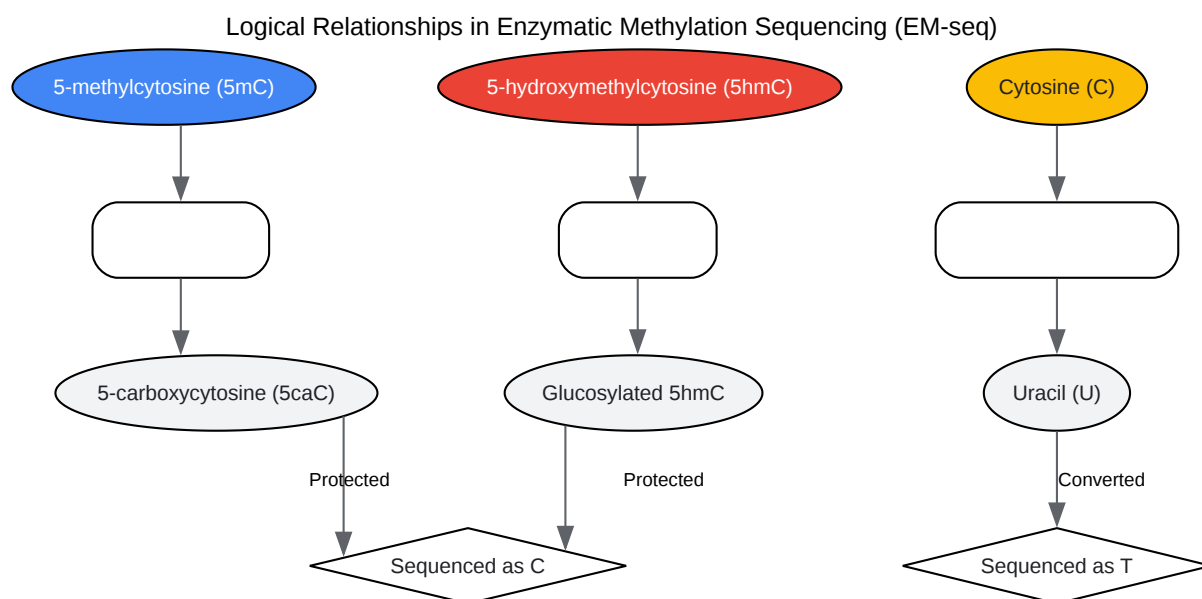 Logical Relationships in Enzymatic Methylation Sequencing (EM-seq)
5-methylcytosine (5mC)
5-hydroxymethylcytosine (5hmC)
Cytosine (C)
5-carboxycytosine (5caC)
Glucosylated 5hmC
Uracil (U)
Protected
Protected
Converted
Sequenced as C
Sequenced as T